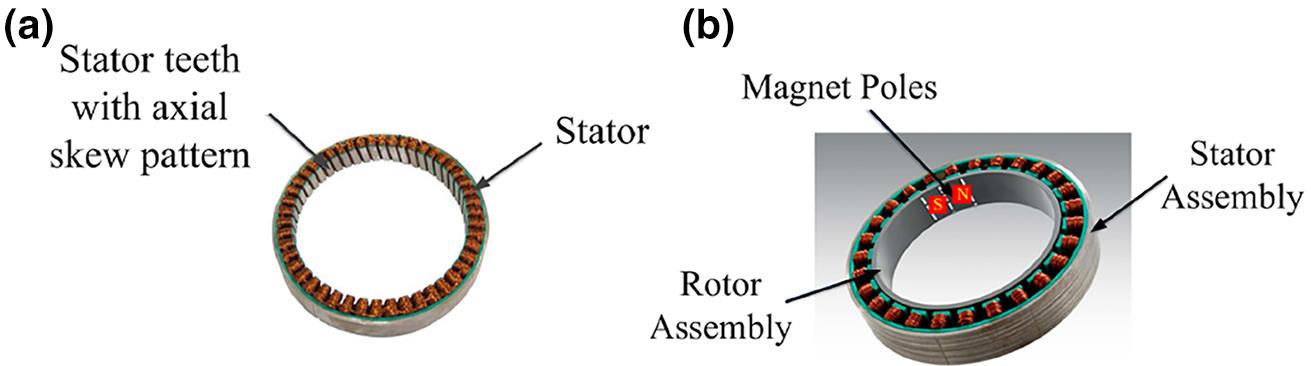 (a)
Stator teeth
with axial
skew pattern
Stator
(b)
Magnet Poles
S N
Stator
Assembly
Rotor
Assembly